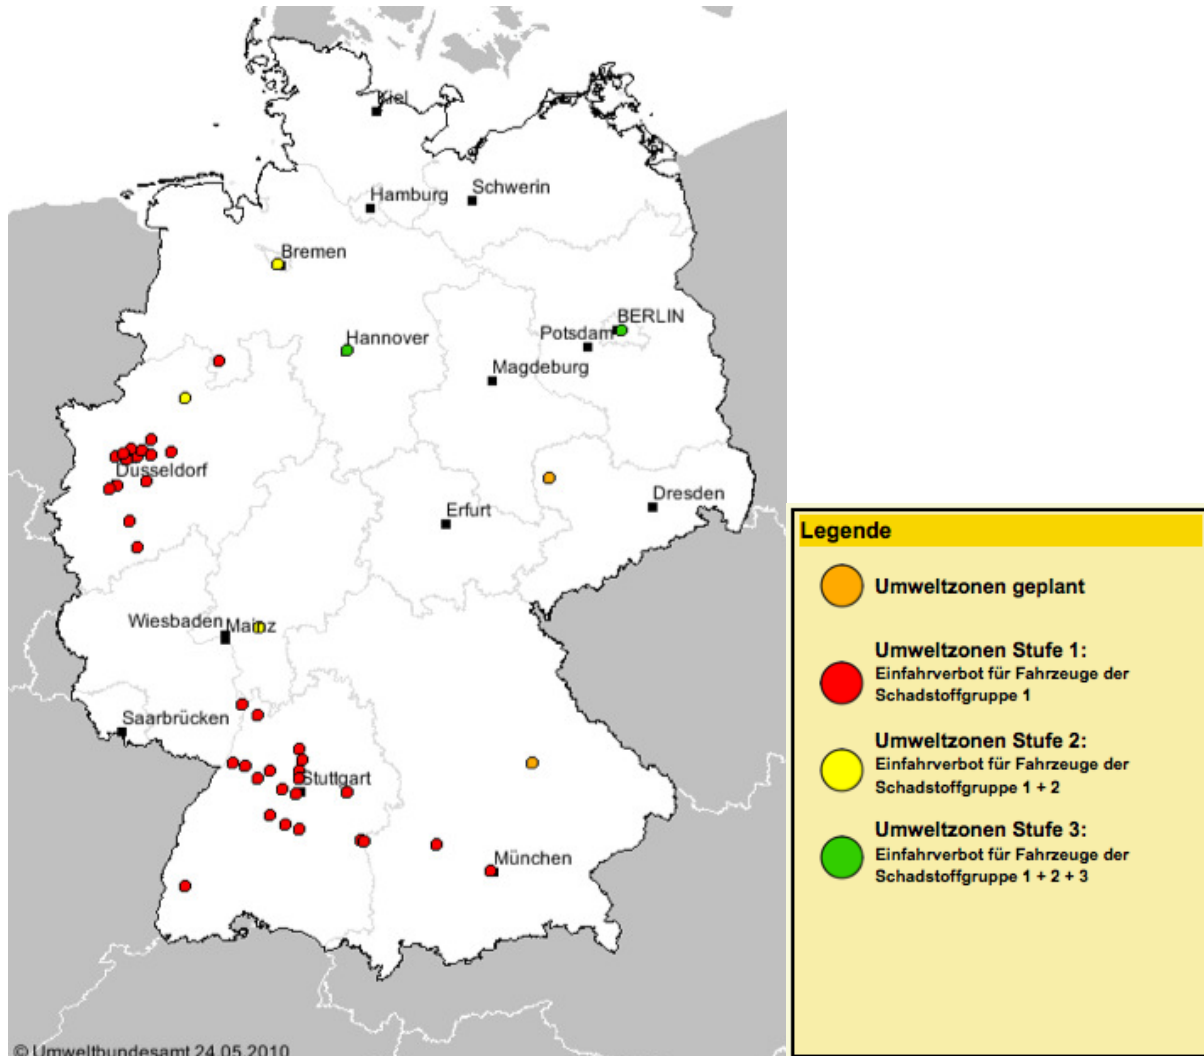 Kiel
Hamburg
Schwerin
Bremen
BERLIN
Hannover
Potsdam
Magdeburg
Düsseldorf
Dresden
Erfurt
Wiesbaden
Mainz
Saarbrücken
Stuttgart
München
© Umweltbundesamt 24.05.2010
Legende
Umweltzonen geplant
Umweltzonen Stufe 1:
Einfahrverbot für Fahrzeuge der
Schadstoffgruppe 1
Umweltzonen Stufe 2:
Einfahrverbot für Fahrzeuge der
Schadstoffgruppe 1 + 2
Umweltzonen Stufe 3:
Einfahrverbot für Fahrzeuge der
Schadstoffgruppe 1 + 2 + 3